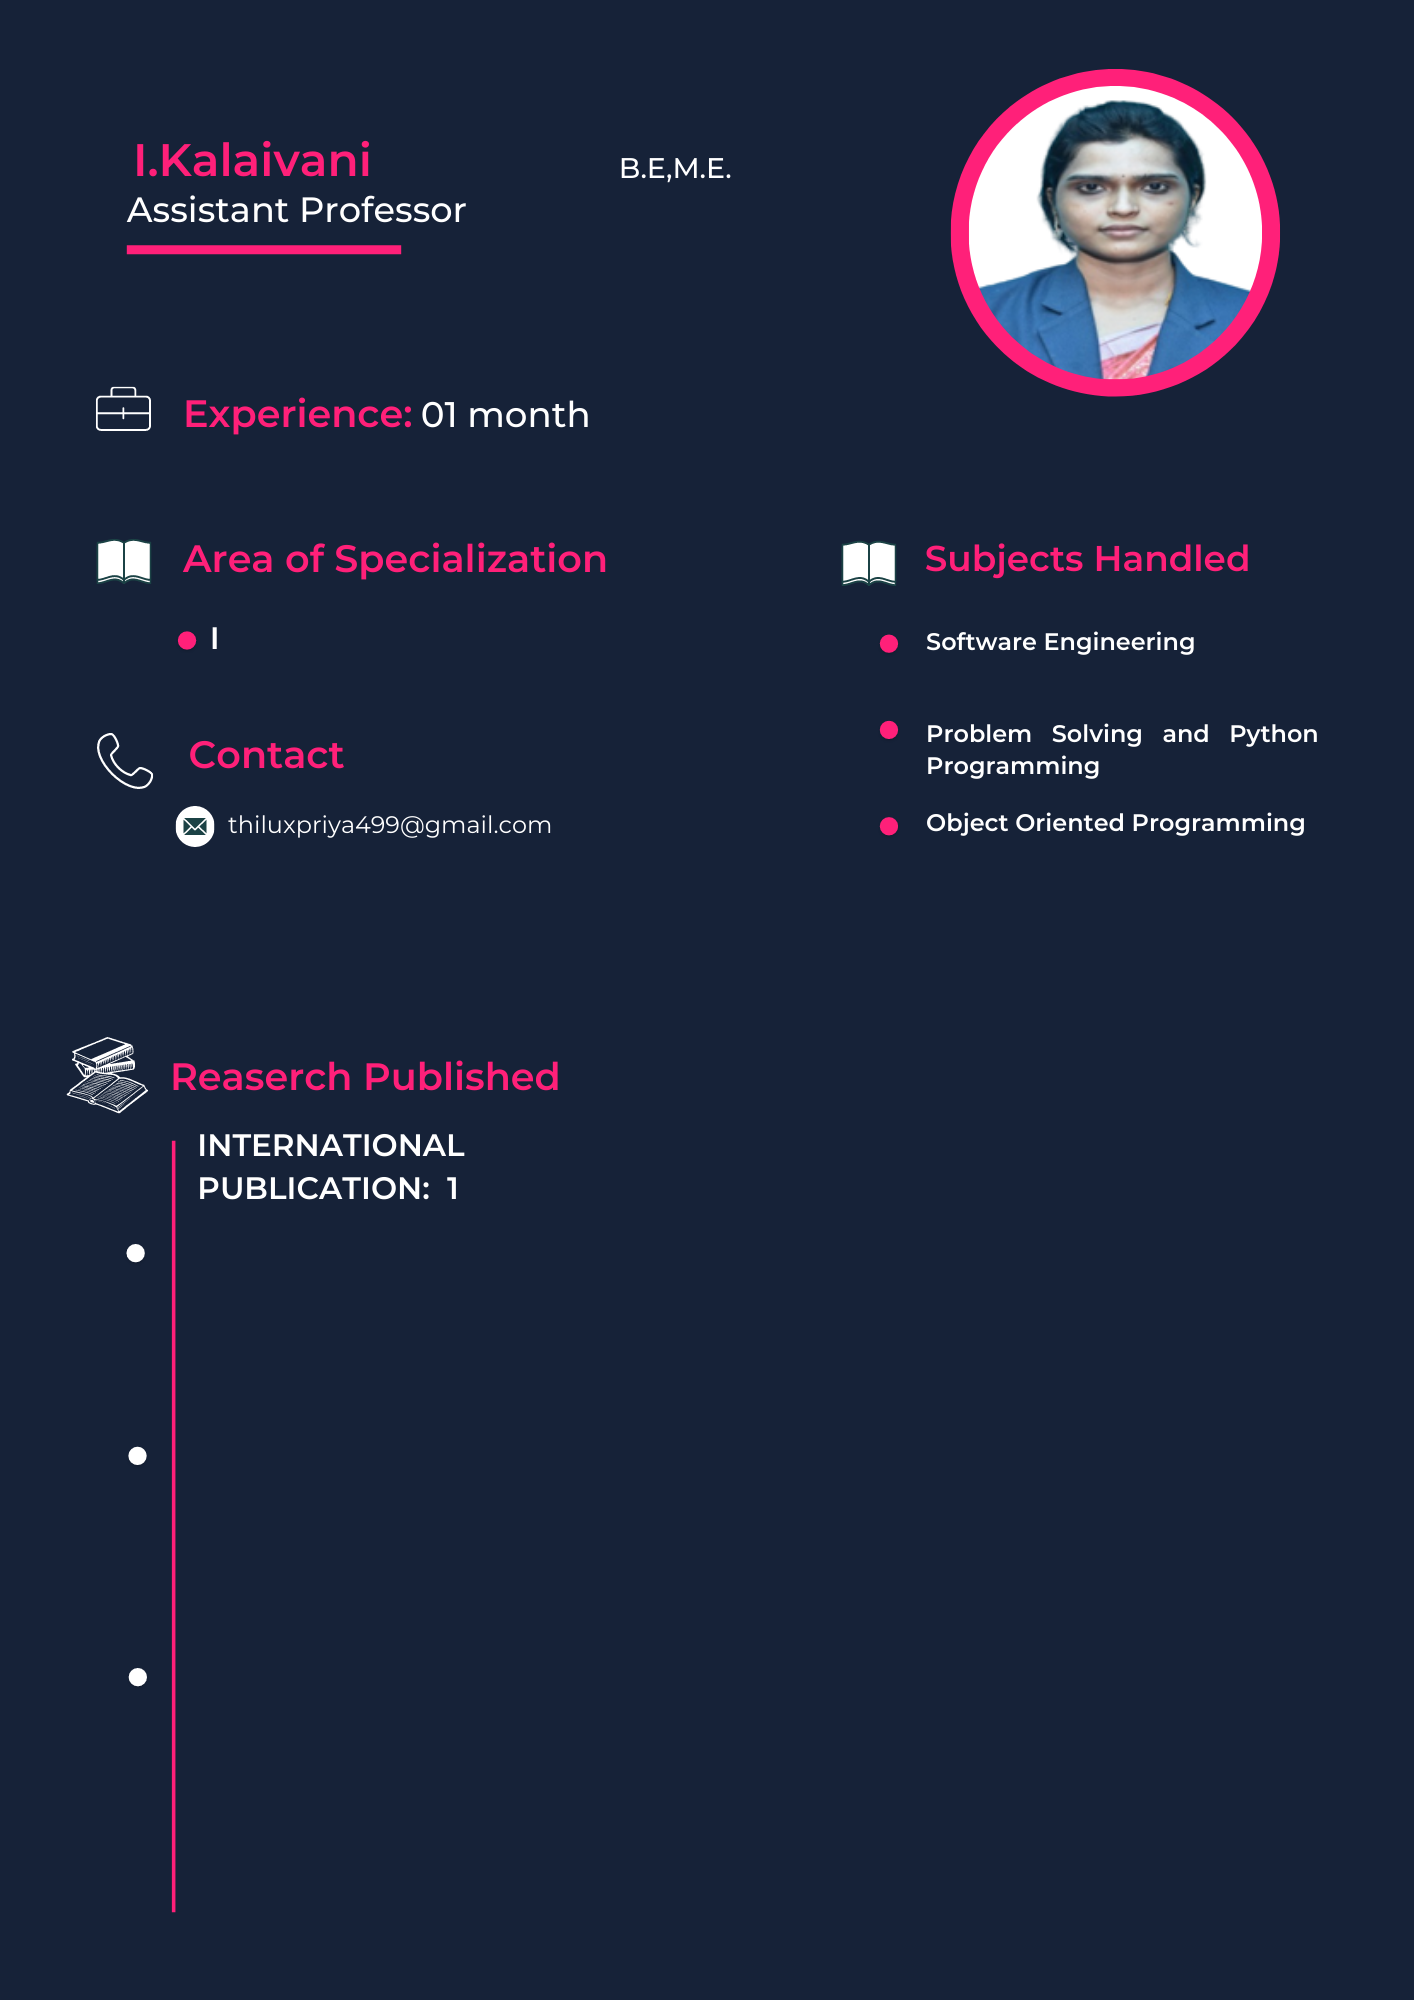 I.Kalaivani
B.E,M.E.
Assistant Professor
Experience: 01 month
Area of Specialization
I
Contact
thiluxpriya499@gmail.com
Subjects Handled
Software Engineering
Problem Solving and Python
Programming
Object Oriented Programming
Reaserch Published
INTERNATIONAL
PUBLICATION: 1